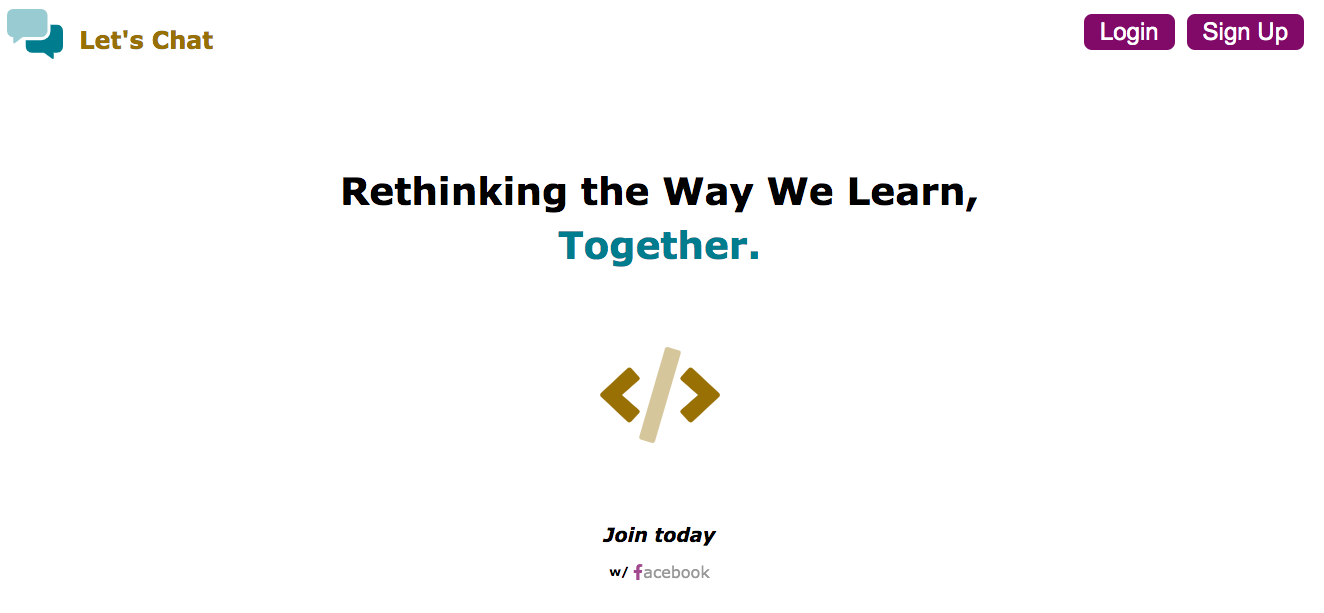 Let's Chat
Login
Sign Up
Rethinking the Way We Learn,
Together.
</>
Join today
w/ facebook